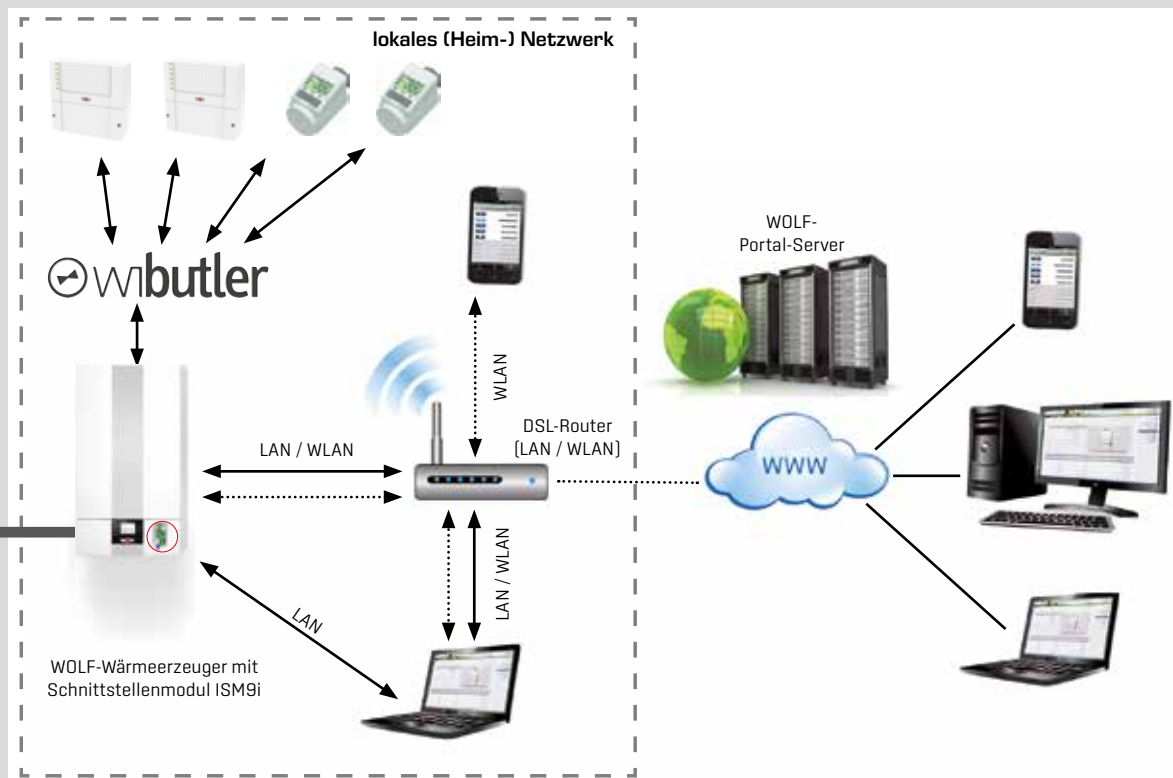 lokales (Heim-) Netzwerk
wibutler
WOLF-
Portal-Server
WLAN
DSL-Router
(LAN / WLAN)
LAN / WLAN
WWW
LAN / WLAN
LAN
WOLF-Wärmeerzeuger mit
Schnittstellenmodul ISM9i